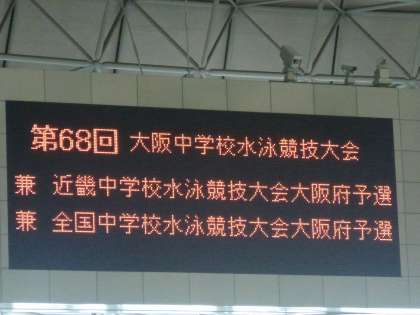 第68回 大阪中学校水泳競技大会
兼 近畿中学校水泳競技大会大阪府予選
兼 全国中学校水泳競技大会大阪府予選